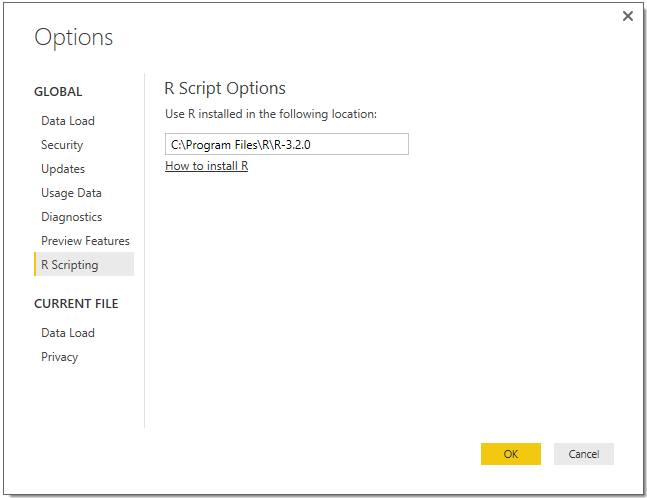 Options
GLOBAL
Data Load
Security
Updates
Usage Data
Diagnostics
Preview Features
R Scripting
CURRENT FILE
Data Load
Privacy
R Script Options
Use R installed in the following location:
C:\Program Files\R\R-3.2.0
How to install R
OK
Cancel